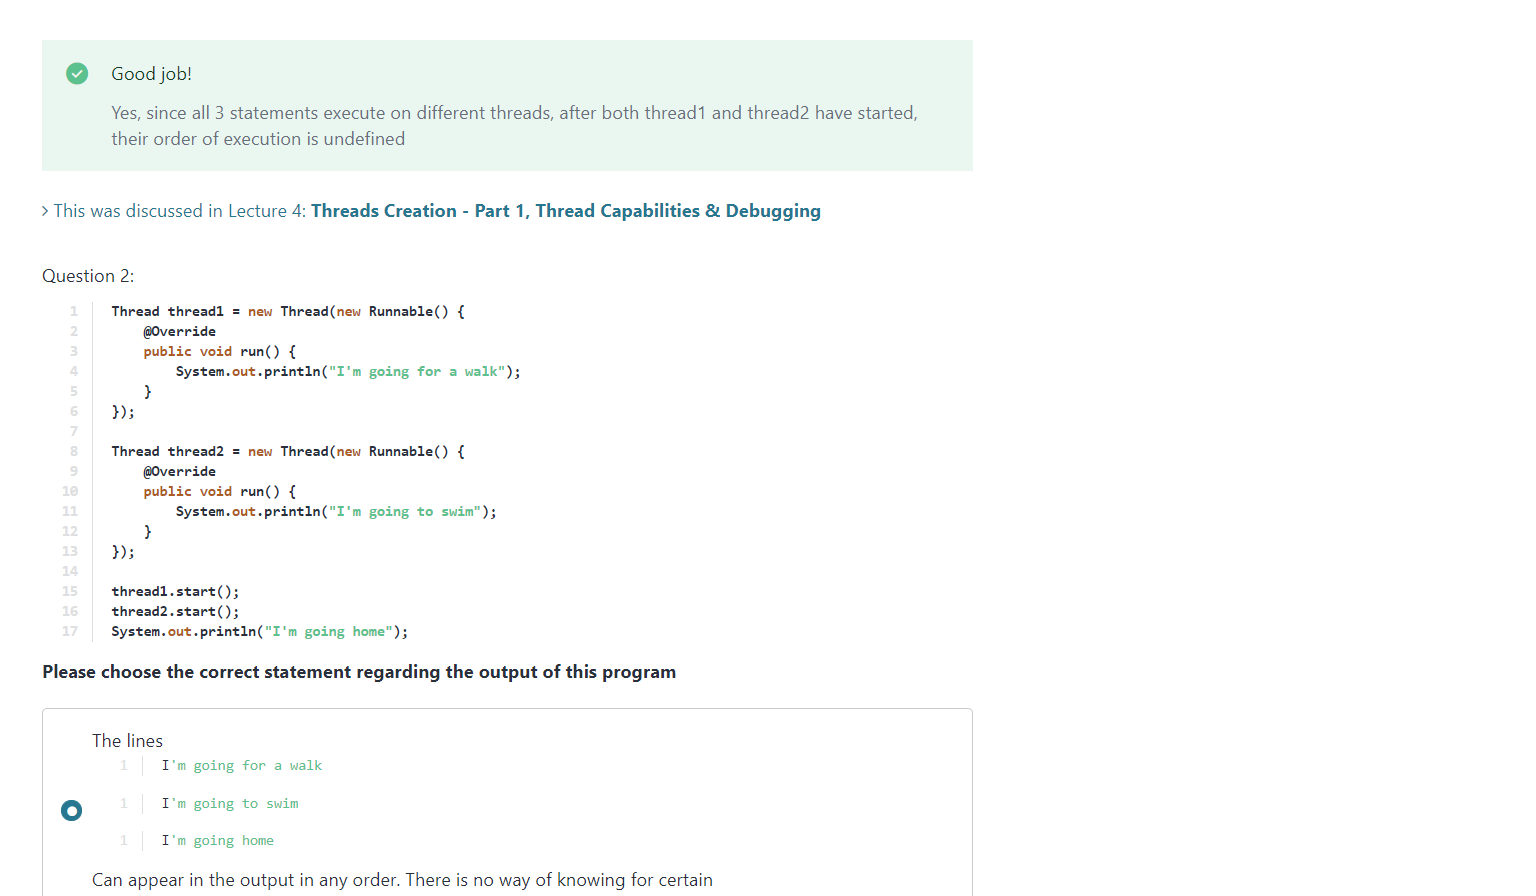 Good job!
Yes, since all 3 statements execute on different threads, after both thread1 and thread2 have started,
their order of execution is undefined
This was discussed in Lecture 4: Threads Creation - Part 1, Thread Capabilities & Debugging
Question 2:
1 Thread thread1 = new Thread(new Runnable() {
2     @Override
3     public void run() {
4         System.out.println("I'm going for a walk");
5     }
6 });
7
8 Thread thread2 = new Thread(new Runnable() {
9     @Override
10     public void run() {
11         System.out.println("I'm going to swim");
12     }
13 });
14
15 thread1.start();
16 thread2.start();
17 System.out.println("I'm going home");
Please choose the correct statement regarding the output of this program
The lines
1 I'm going for a walk
1 I'm going to swim
1 I'm going home
Can appear in the output in any order. There is no way of knowing for certain